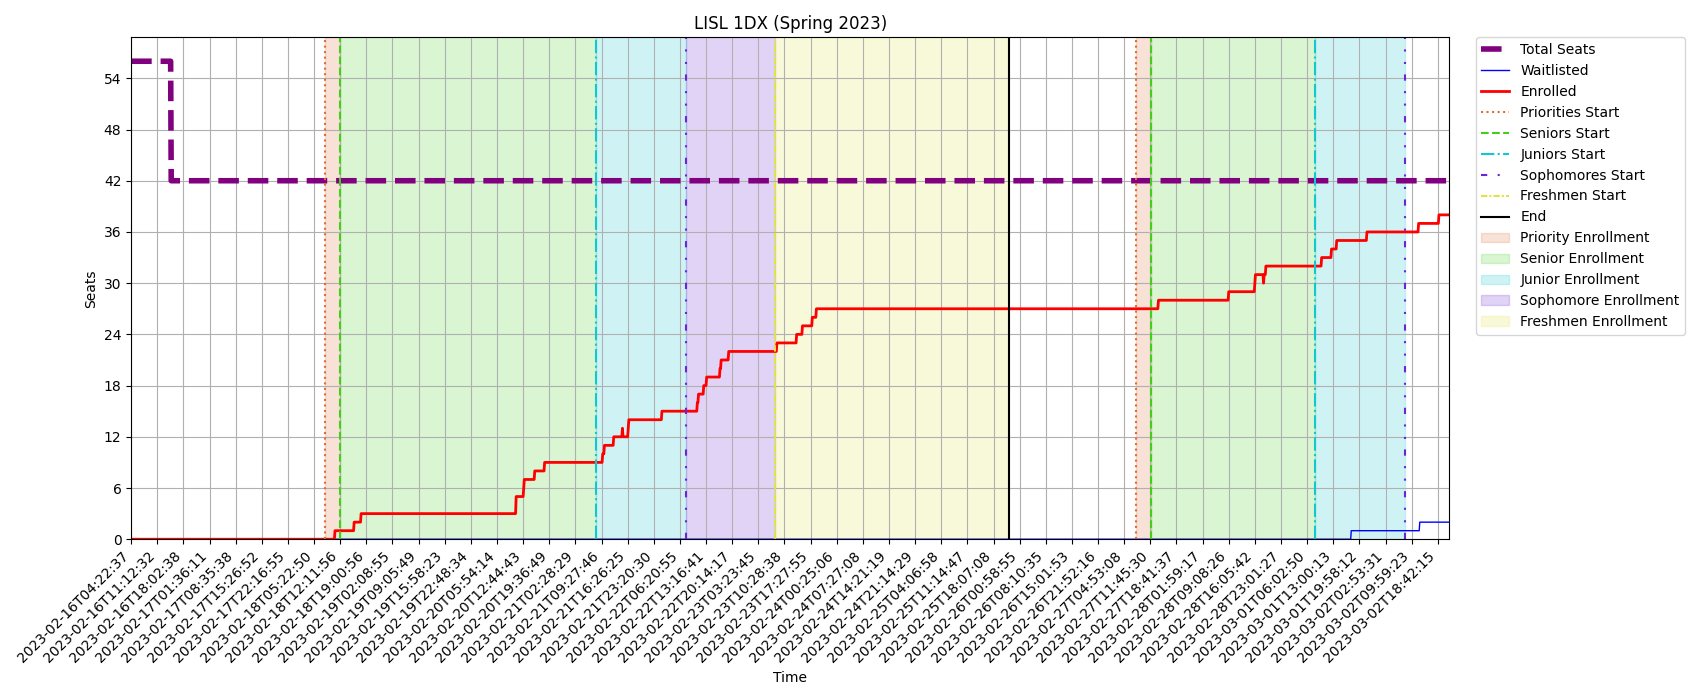 LISL 1DX (Spring 2023)
Seats
54
48
42
36
30
24
18
12
6
0
2023-02-16T04:22:37
2023-02-16T11:12:32
2023-02-16T18:02:38
2023-02-17T01:36:11
2023-02-17T08:35:38
2023-02-17T15:26:52
2023-02-17T22:16:55
2023-02-18T05:22:50
2023-02-18T12:11:56
2023-02-18T19:00:56
2023-02-19T02:08:55
2023-02-19T09:05:49
2023-02-19T15:58:23
2023-02-19T22:48:34
2023-02-20T05:54:14
2023-02-20T12:44:43
2023-02-20T19:36:49
2023-02-21T02:28:29
2023-02-21T09:27:46
2023-02-21T16:26:25
2023-02-21T23:20:30
2023-02-22T06:20:55
2023-02-22T13:16:41
2023-02-22T20:14:17
2023-02-23T03:23:45
2023-02-23T10:28:38
2023-02-23T17:27:55
2023-02-24T00:25:06
2023-02-24T07:27:08
2023-02-24T14:21:19
2023-02-24T21:14:29
2023-02-25T04:06:58
2023-02-25T11:14:47
2023-02-25T18:07:08
2023-02-26T00:58:55
2023-02-26T08:10:35
2023-02-26T15:01:53
2023-02-26T21:52:16
2023-02-27T04:53:08
2023-02-27T11:45:30
2023-02-27T18:41:37
2023-02-28T01:59:17
2023-02-28T09:08:26
2023-02-28T16:05:42
2023-02-28T23:01:27
2023-03-01T06:02:50
2023-03-01T13:00:13
2023-03-01T19:58:12
2023-03-02T02:53:31
2023-03-02T09:59:23
2023-03-02T18:42:15
Time
Total Seats
Waitlisted
Enrolled
Priorities Start
Seniors Start
Juniors Start
Sophomores Start
Freshmen Start
End
Priority Enrollment
Senior Enrollment
Junior Enrollment
Sophomore Enrollment
Freshmen Enrollment